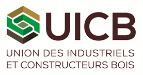 UICB
UNION DES INDUSTRIELS
ET CONSTRUCTEURS BOIS